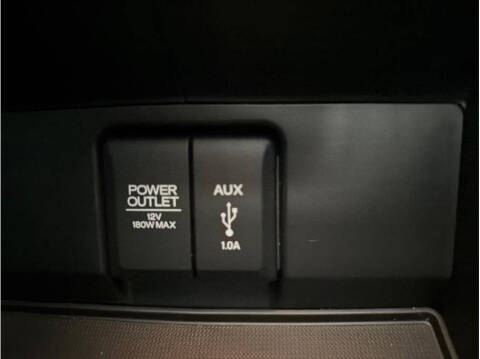 POWER
OUTLET
12V
180W MAX
AUX
1.0A